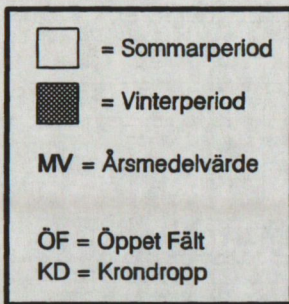 = Sommarperiod
= Vinterperiod
MV = Årsmedelvärde
ÖF = Öppet Fält
KD = Krondropp